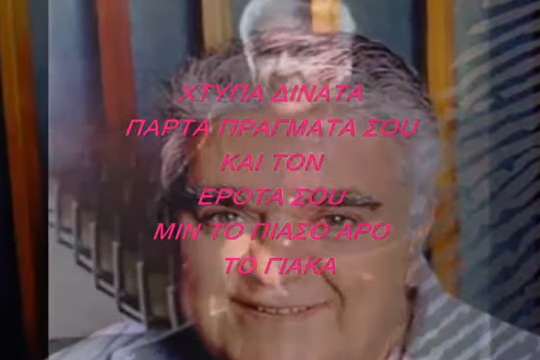 ΧΤΥΠΑ ΔΙΝΑΤΑ
ΠΑΡΤΑ ΠΡΑΓΜΑΤΑ ΣΟΥ
ΚΑΙ ΤΟΝ
ΕΡΟΤΑ ΣΟΥ
ΜΙΝ ΤΟ ΠΙΑΣΟ ΑΡΟ
ΤΟ ΓΙΑΚΑ